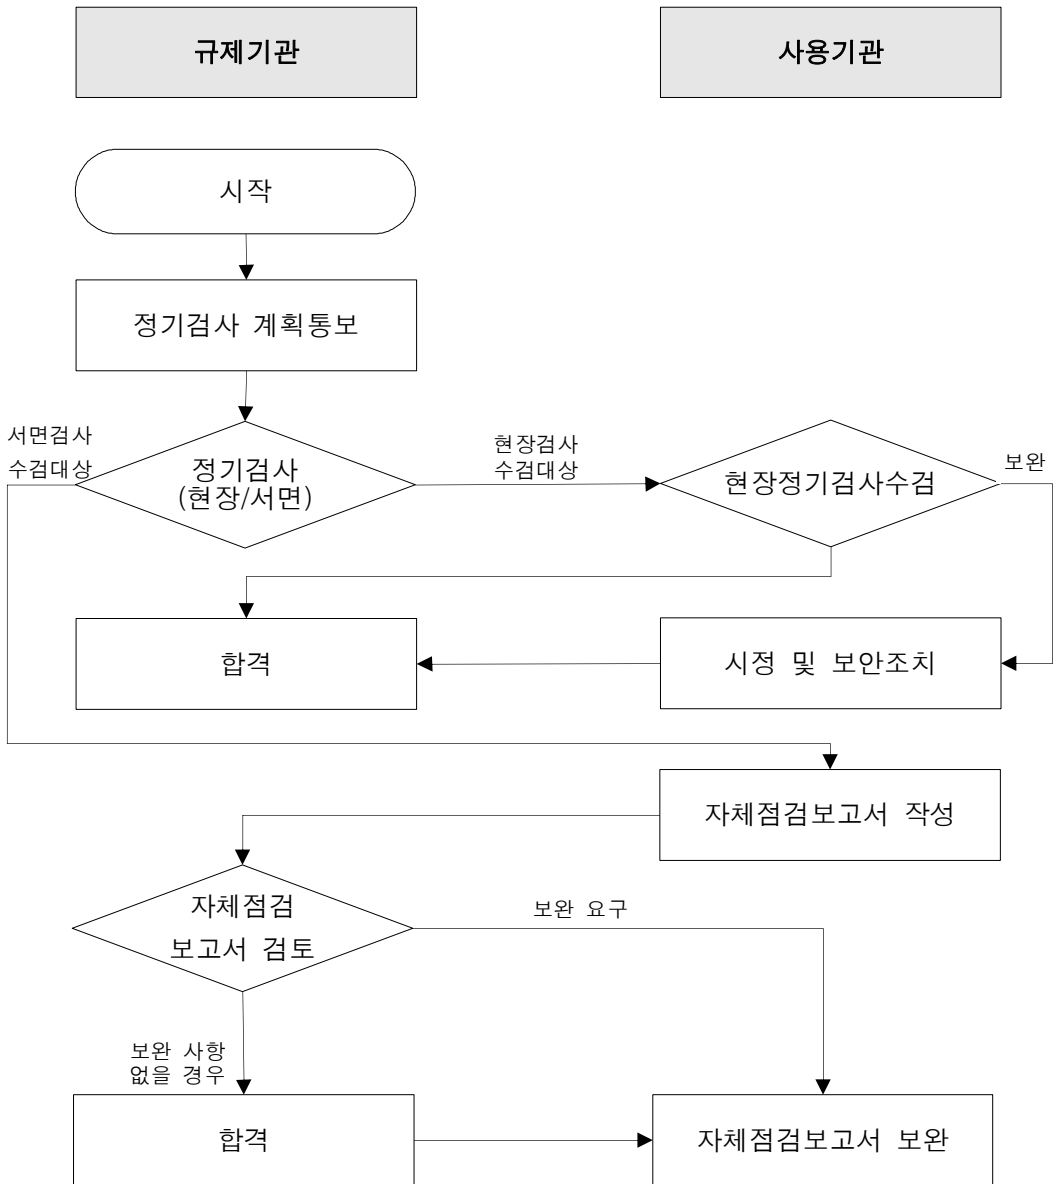 규제기관
사용기관
시작
정기검사 계획통보
서면검사
수검대상
정기검사
(현장/서면)
현장검사
수검대상
현장정기검사수검
보완
합격
시정 및 보안조치
자체점검보고서 작성
자체점검
보고서 검토
보완 요구
보완 사항
없을 경우
합격
자체점검보고서 보완